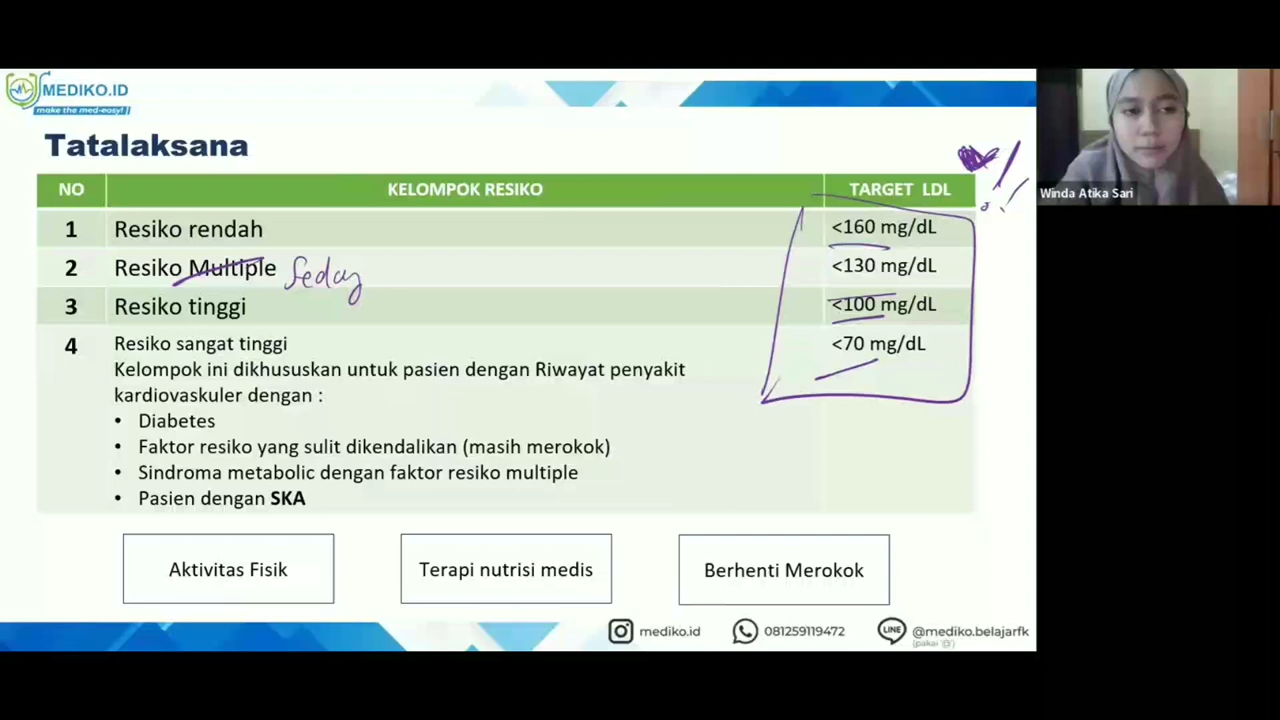 MEDIKO.ID
make the med-easy!
Tatalaksana
NO KELOMPOK RESIKO TARGET LDL
1 Resiko rendah <160 mg/dL
2 Resiko Multiple Sedang <130 mg/dL
3 Resiko tinggi <100 mg/dL
4 Resiko sangat tinggi <70 mg/dL
Kelompok ini dikhususkan untuk pasien dengan Riwayat penyakit
kardiovaskuler dengan :
• Diabetes
• Faktor resiko yang sulit dikendalikan (masih merokok)
• Sindroma metabolic dengan faktor resiko multiple
• Pasien dengan SKA
Aktivitas Fisik Terapi nutrisi medis Berhenti Merokok
mediko.id 081259119472 LINE @mediko.belajarfk
(pakai '@')
Winda Atika Sari